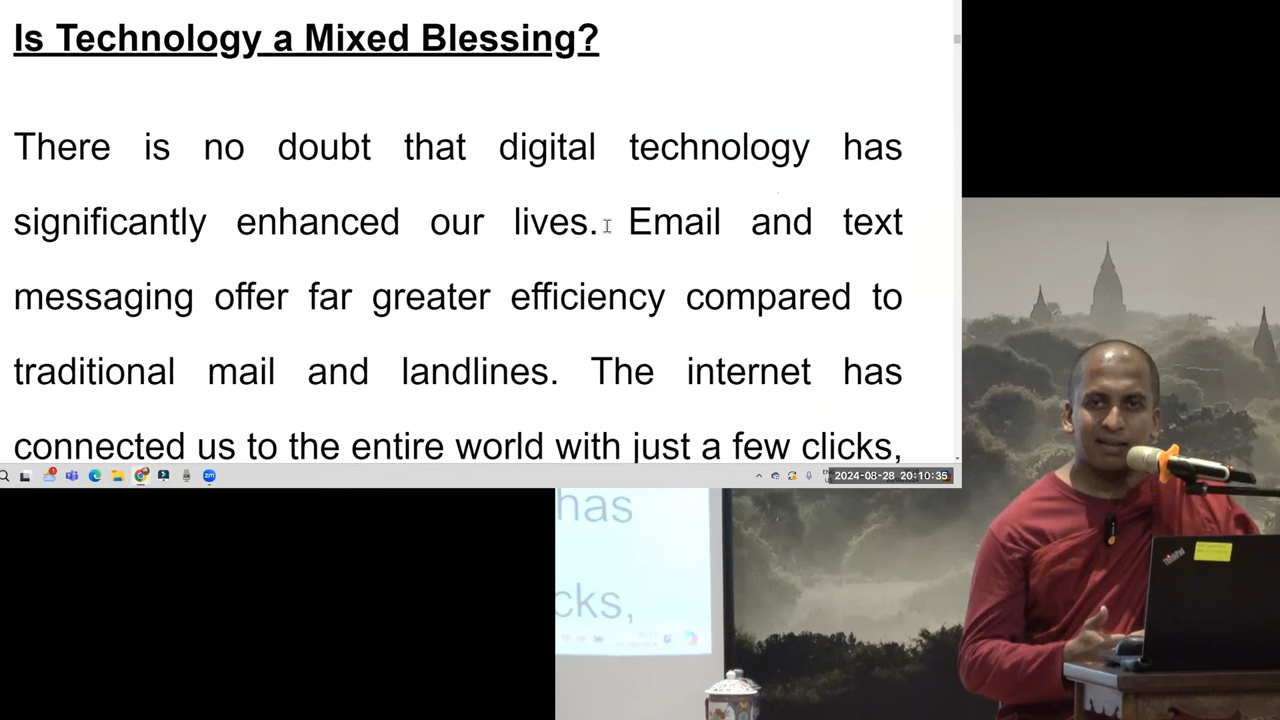 Is Technology a Mixed Blessing?
There is no doubt that digital technology has
significantly enhanced our lives. Email and text
messaging offer far greater efficiency compared to
traditional mail and landlines. The internet has
connected us to the entire world with just a few clicks,
zm
2024-08-28 20:10:35
has
cks,
ThinkPad